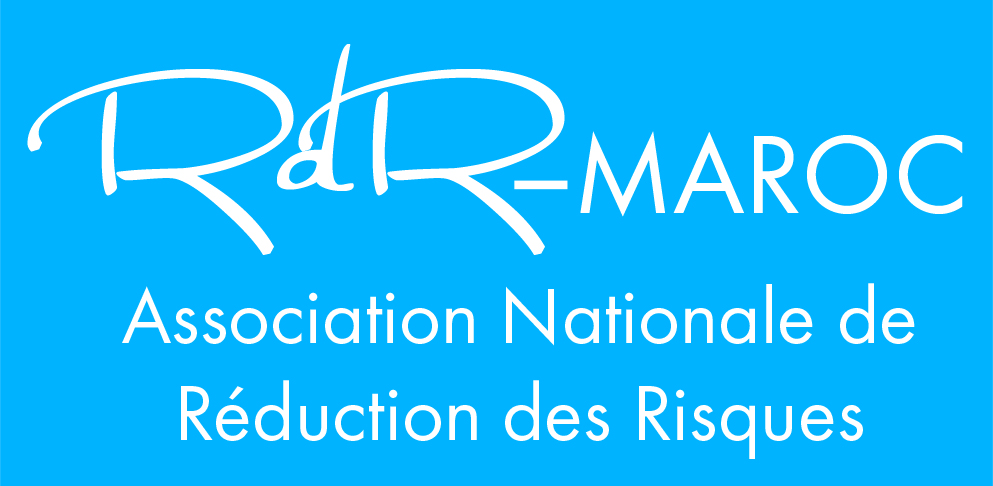 RdR-MAROC
Association Nationale de
Réduction des Risques